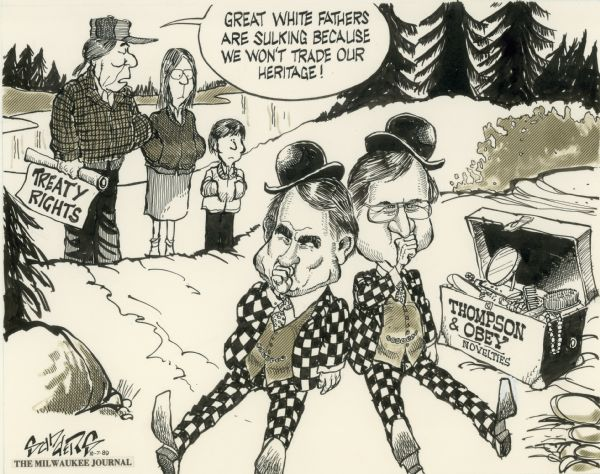 GREAT WHITE FATHERS
ARE SULKING BECAUSE
WE WON'T TRADE OUR
HERITAGE!
TREATY
RIGHTS
THOMPSON
& OBEY
NOVELTIES
SANDERS
THE MILWAUKEE JOURNAL